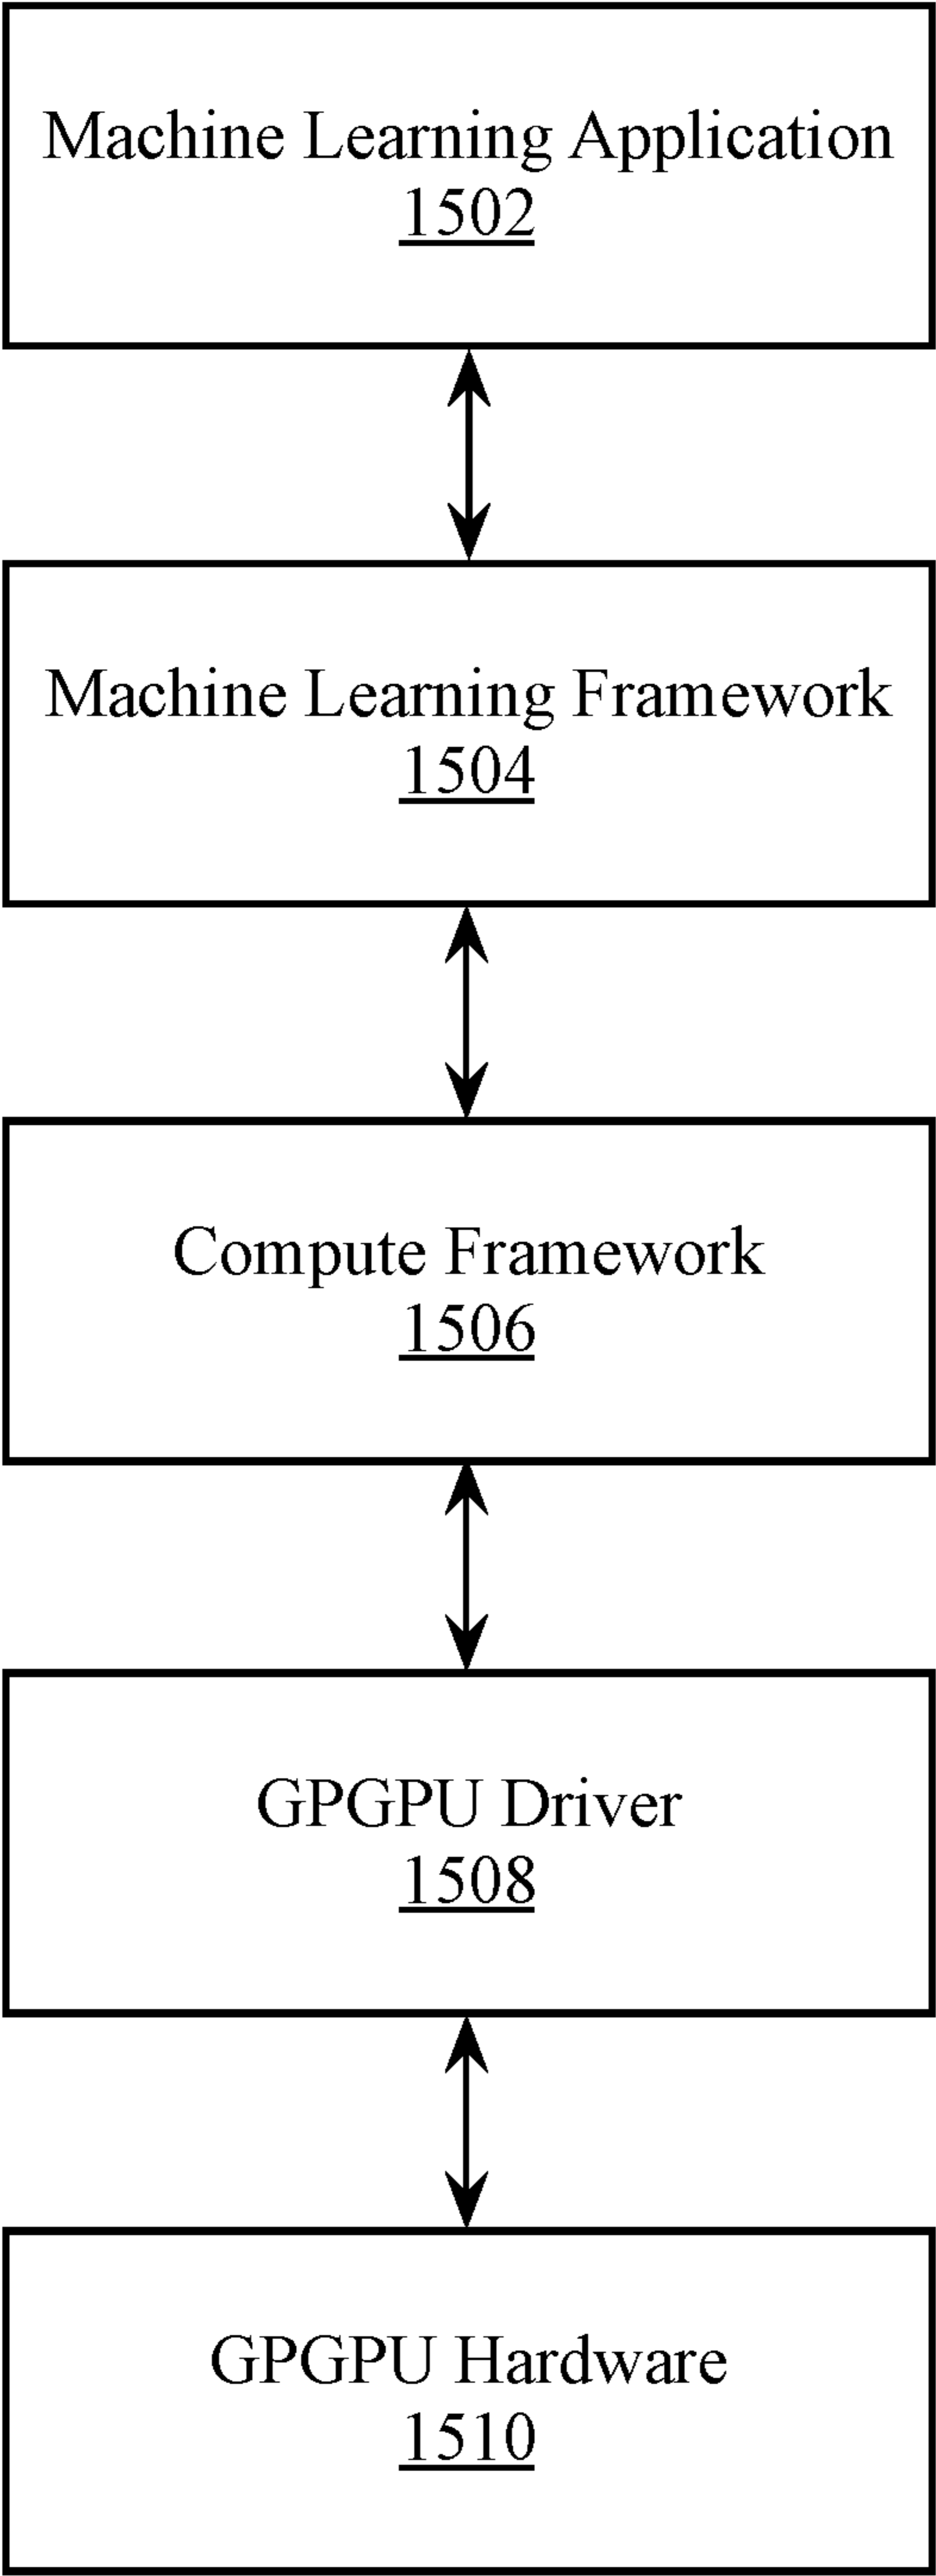 Machine Learning Application
1502
Machine Learning Framework
1504
Compute Framework
1506
GPGPU Driver
1508
GPGPU Hardware
1510